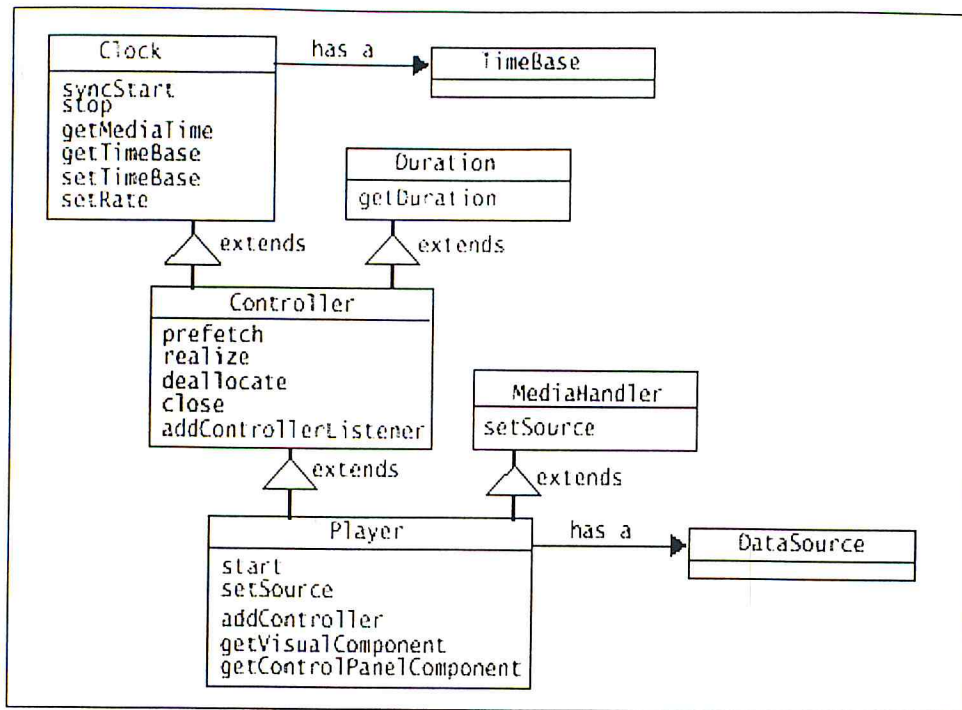 Clock
has a
TimeBase
syncStart
stop
getMediaTime
getTimeBase
setTimeBase
setRate
Duration
getDuration
extends
extends
Controller
prefetch
realize
deallocate
close
addControllerListener
MediaHandler
setSource
extends
extends
Player
has a
DataSource
start
setSource
addController
getVisualComponent
getControlPanelComponent